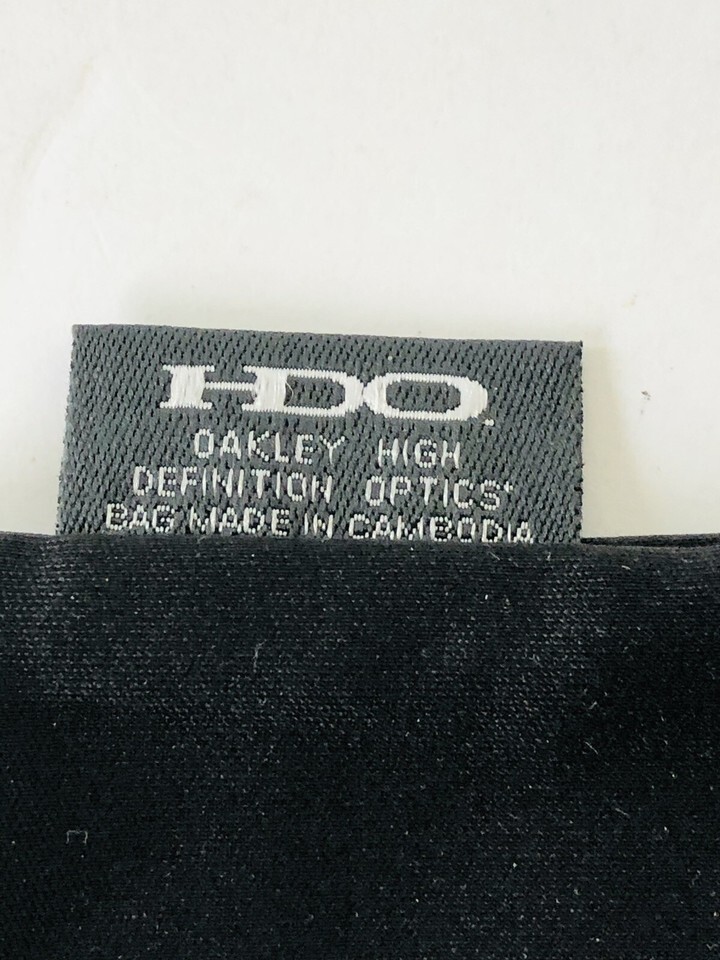 HDO
OAKLEY HIGH
DEFINITION OPTICS
BAG MADE IN CAMBODIA